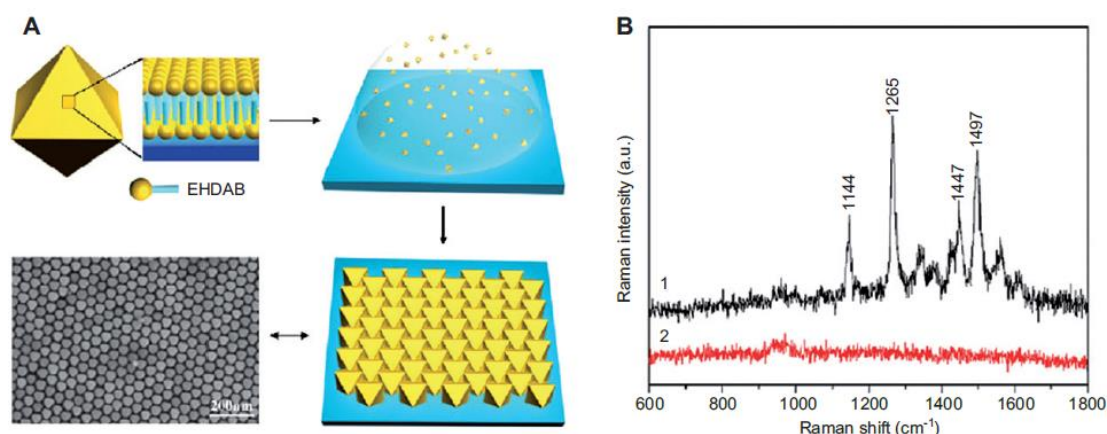 A
EHDAB
200nm
B
Raman intensity (a.u.)
1144
1265
1447
1497
1
2
600
800
1000
1200
1400
1600
1800
Raman shift (cm⁻¹)